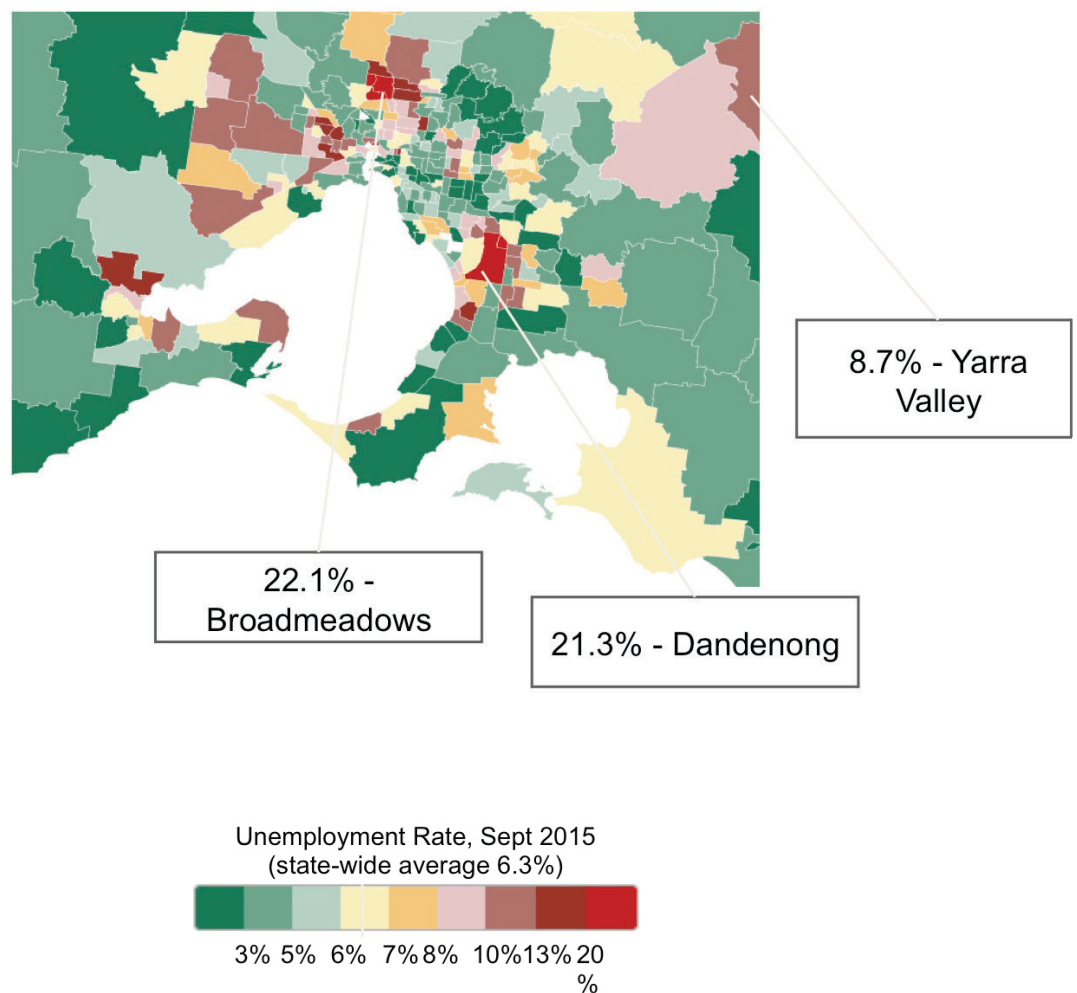 8.7% - Yarra
Valley
22.1% -
Broadmeadows
21.3% - Dandenong
Unemployment Rate, Sept 2015
(state-wide average 6.3%)
3% 5% 6% 7% 8% 10% 13% 20
%